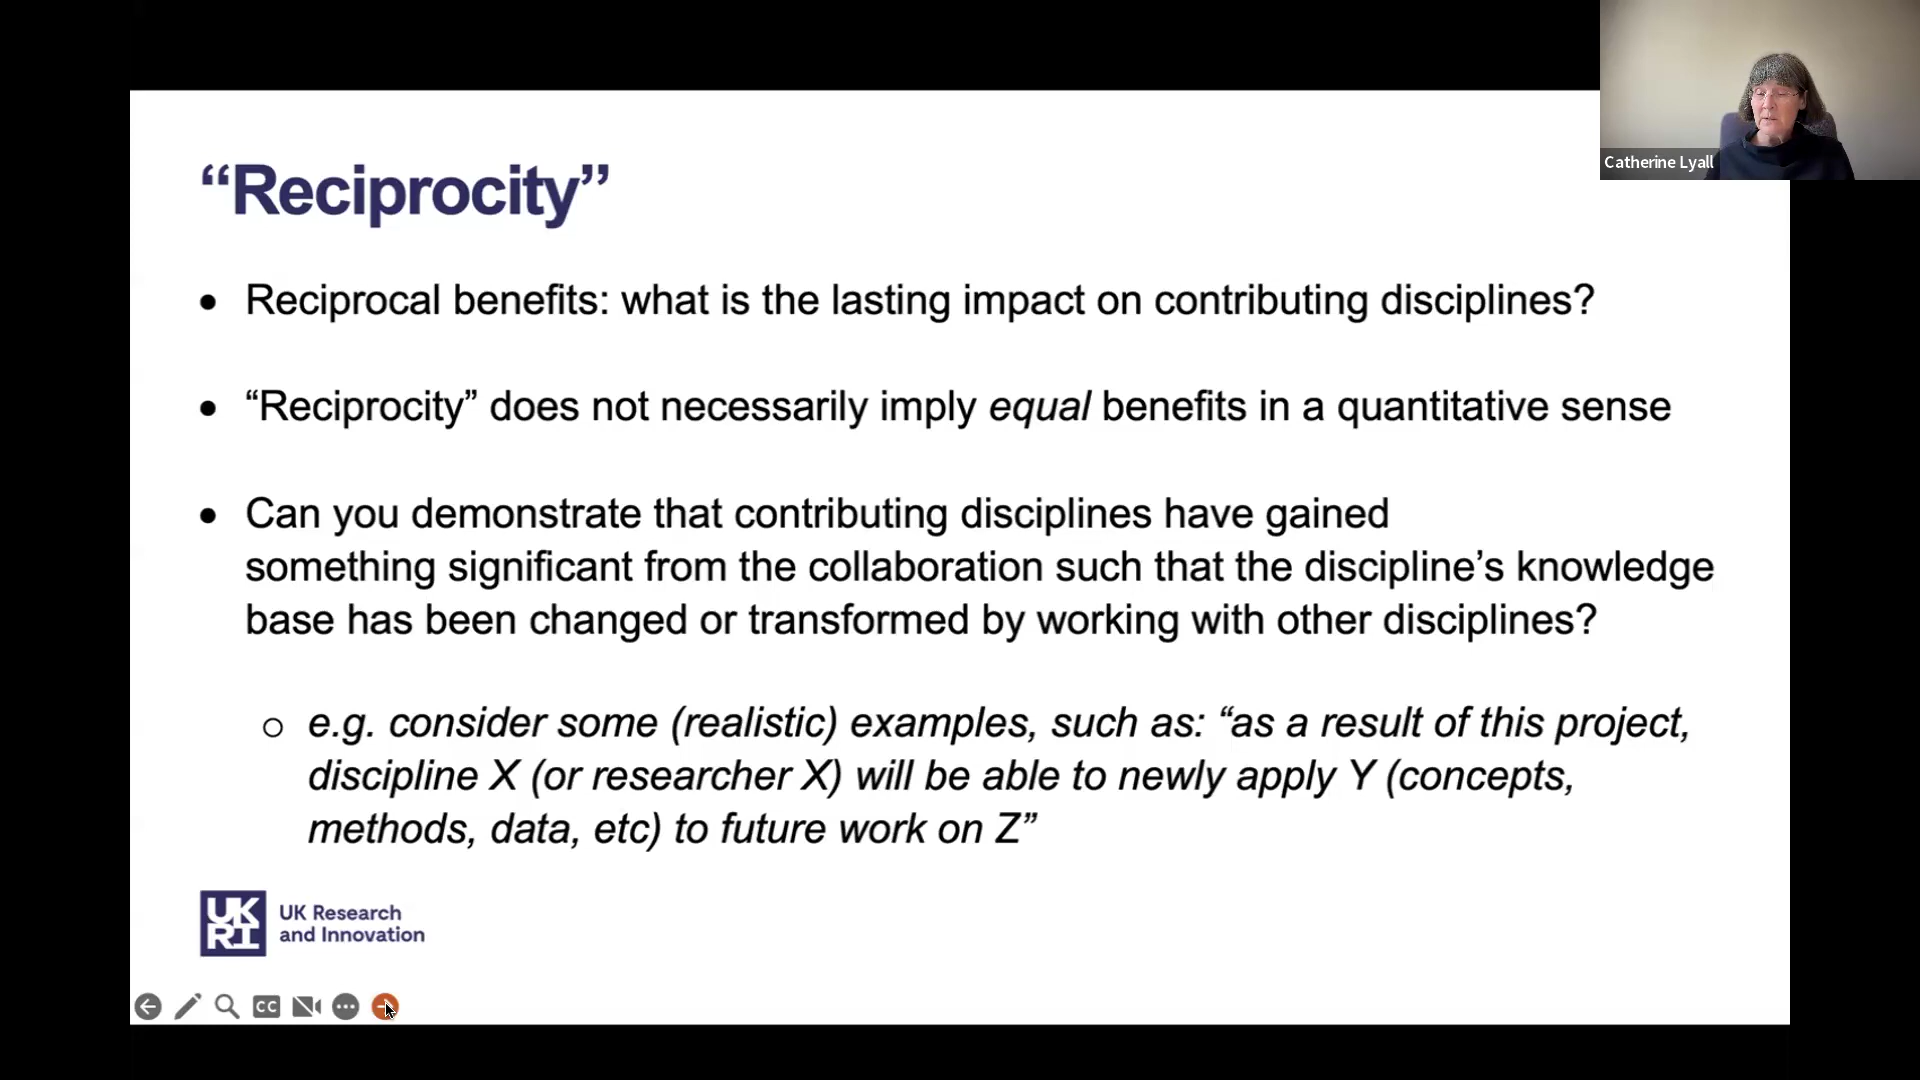 Catherine Lyall
“Reciprocity”
• Reciprocal benefits: what is the lasting impact on contributing disciplines?
• “Reciprocity” does not necessarily imply equal benefits in a quantitative sense
• Can you demonstrate that contributing disciplines have gained
something significant from the collaboration such that the discipline’s knowledge
base has been changed or transformed by working with other disciplines?
o e.g. consider some (realistic) examples, such as: “as a result of this project,
discipline X (or researcher X) will be able to newly apply Y (concepts,
methods, data, etc) to future work on Z”
UK
RI
UK Research
and Innovation
CC